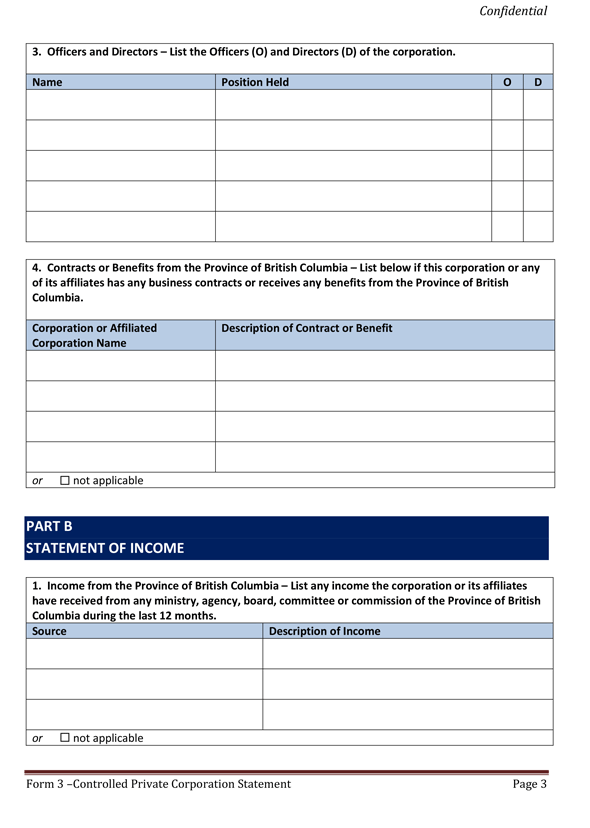 Confidential
3. Officers and Directors – List the Officers (O) and Directors (D) of the corporation.
Name Position Held O D
4. Contracts or Benefits from the Province of British Columbia – List below if this corporation or any
of its affiliates has any business contracts or receives any benefits from the Province of British
Columbia.
Corporation or Affiliated Description of Contract or Benefit
Corporation Name
or ☐ not applicable
PART B
STATEMENT OF INCOME
1. Income from the Province of British Columbia – List any income the corporation or its affiliates
have received from any ministry, agency, board, committee or commission of the Province of British
Columbia during the last 12 months.
Source Description of Income
or ☐ not applicable
Form 3 –Controlled Private Corporation Statement Page 3